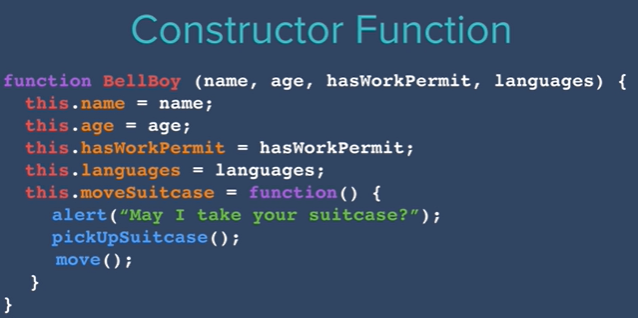 Constructor Function
function BellBoy (name, age, hasWorkPermit, languages) {
this.name = name;
this.age = age;
this.hasWorkPermit = hasWorkPermit;
this.languages = languages;
this.moveSuitcase = function() {
alert(“May I take your suitcase?”);
pickUpSuitcase();
move();
}
}